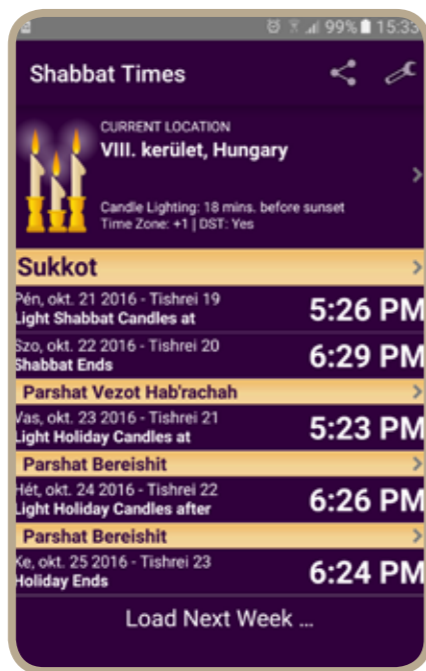 99% 15:33
Shabbat Times
CURRENT LOCATION
VIII. kerület, Hungary
Candle Lighting: 18 mins. before sunset
Time Zone: +1 | DST: Yes
Sukkot
Pén, okt. 21 2016 - Tishrei 19
Light Shabbat Candles at
5:26 PM
Szo, okt. 22 2016 - Tishrei 20
Shabbat Ends
6:29 PM
Parshat Vezot Hab'rachah
Vas, okt. 23 2016 - Tishrei 21
Light Holiday Candles at
5:23 PM
Parshat Bereishit
Hét, okt. 24 2016 - Tishrei 22
Light Holiday Candles after
6:26 PM
Parshat Bereishit
Ke, okt. 25 2016 - Tishrei 23
Holiday Ends
6:24 PM
Load Next Week ...